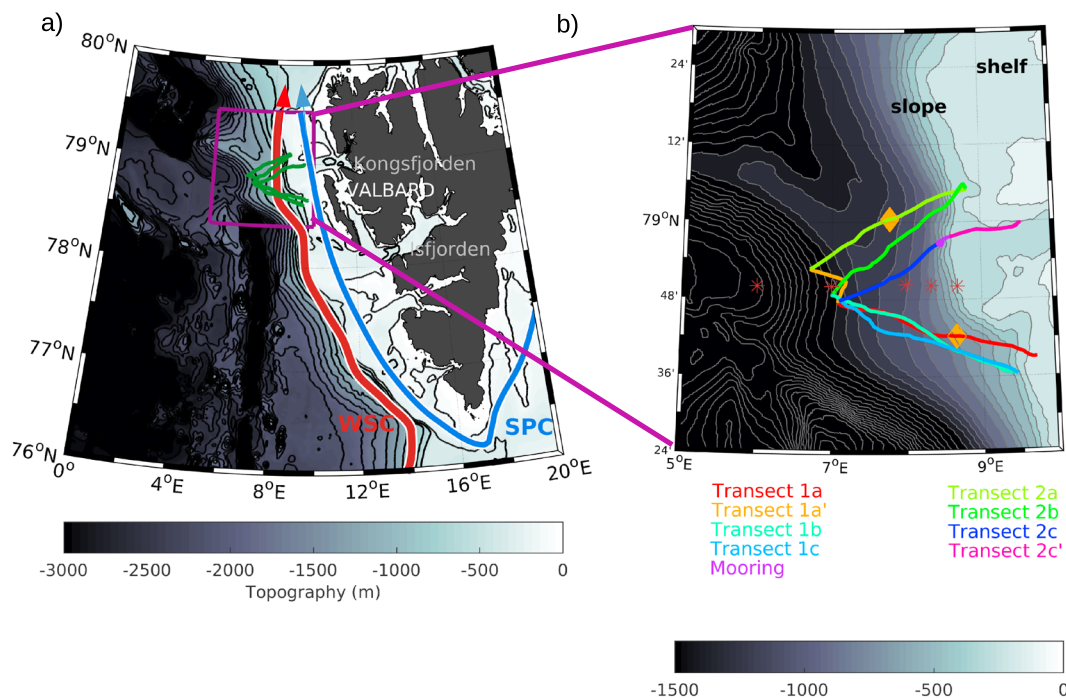 a)
b)
80°N
79°N
78°N
77°N
76°N
0°
4°E
8°E
12°E
16°E
20°E
Kongsfjorden
VALBARD
Isfjorden
WSC
SPC
-3000 -2500 -2000 -1500 -1000 -500 0
Topography (m)
24'
12'
79°N
48'
36'
24'
5°E
7°E
9°E
shelf
slope
Transect 1a
Transect 1a'
Transect 1b
Transect 1c
Mooring
Transect 2a
Transect 2b
Transect 2c
Transect 2c'
-1500 -1000 -500 0